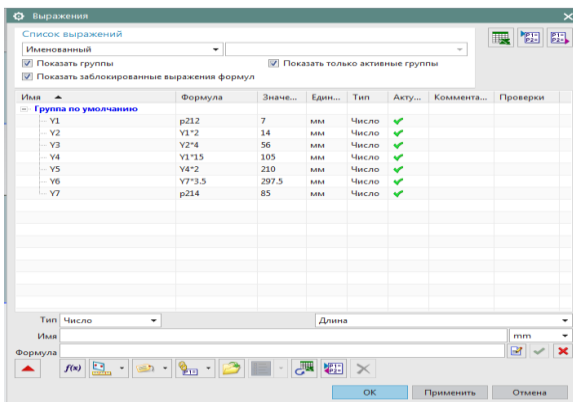 Выражения
Список выражений
Именованный
Показать группы Показать только активные группы
Показать заблокированные выражения формул
Имя Формула Значе... Един... Тип Акту... Коммента... Проверки
Группа по умолчанию
Y1 p212 7 мм Число
Y2 Y1*2 14 мм Число
Y3 Y2*4 56 мм Число
Y4 Y1*15 105 мм Число
Y5 Y4*2 210 мм Число
Y6 Y7*3.5 297.5 мм Число
Y7 p214 85 мм Число
Тип Число Длина
Имя mm
Формула
f(x)
ОК Применить Отмена